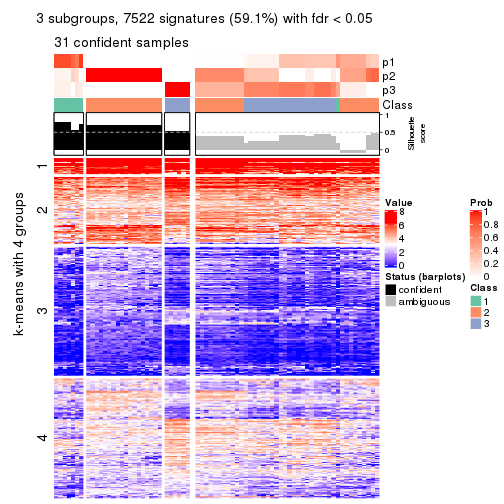 3 subgroups, 7522 signatures (59.1%) with fdr < 0.05
31 confident samples
p1
p2
p3
Class
1
0.5
0
Silhouette
score
k-means with 4 groups
1
2
3
4
Value
8
6
4
2
0
Status (barplots)
confident
ambiguous
Prob
1
0.8
0.6
0.4
0.2
0
Class
1
2
3